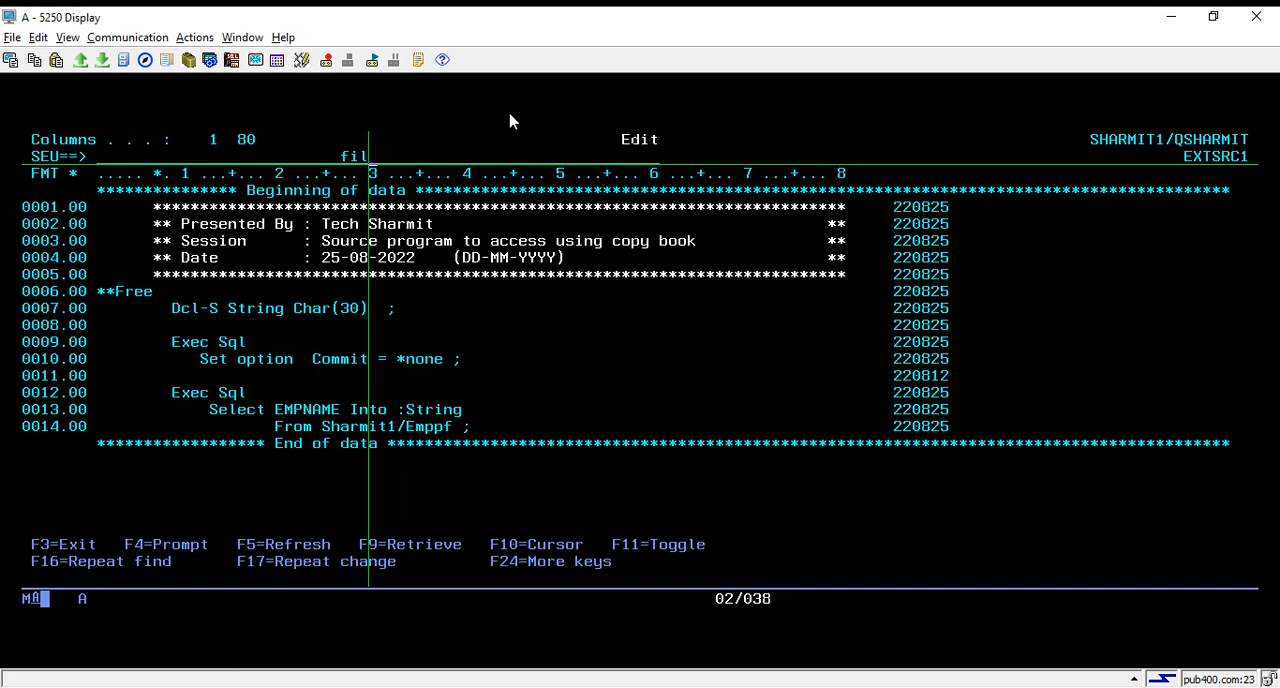 A - 5250 Display
File Edit View Communication Actions Window Help
Columns . . . : 1 80 Edit SHARMIT1/QSHARMIT
SEU==> fil EXTSRC1
FMT * ..... *. 1 ...+... 2 ...+... 3 ...+... 4 ...+... 5 ...+... 6 ...+... 7 ...+... 8
*************** Beginning of data ***************************************************************************************
0001.00 ************************************************************************** 220825
0002.00 ** Presented By : Tech Sharmit ** 220825
0003.00 ** Session : Source program to access using copy book ** 220825
0004.00 ** Date : 25-08-2022 (DD-MM-YYYY) ** 220825
0005.00 ************************************************************************** 220825
0006.00 **Free 220825
0007.00 Dcl-S String Char(30) ; 220825
0008.00 220825
0009.00 Exec Sql 220825
0010.00 Set option Commit = *none ; 220825
0011.00 220812
0012.00 Exec Sql 220825
0013.00 Select EMPNAME Into :String 220825
0014.00 From Sharmit1/Emppf ; 220825
****************** End of data ******************************************************************************************
F3=Exit F4=Prompt F5=Refresh F9=Retrieve F10=Cursor F11=Toggle
F16=Repeat find F17=Repeat change F24=More keys
MA A 02/038
pub400.com:23